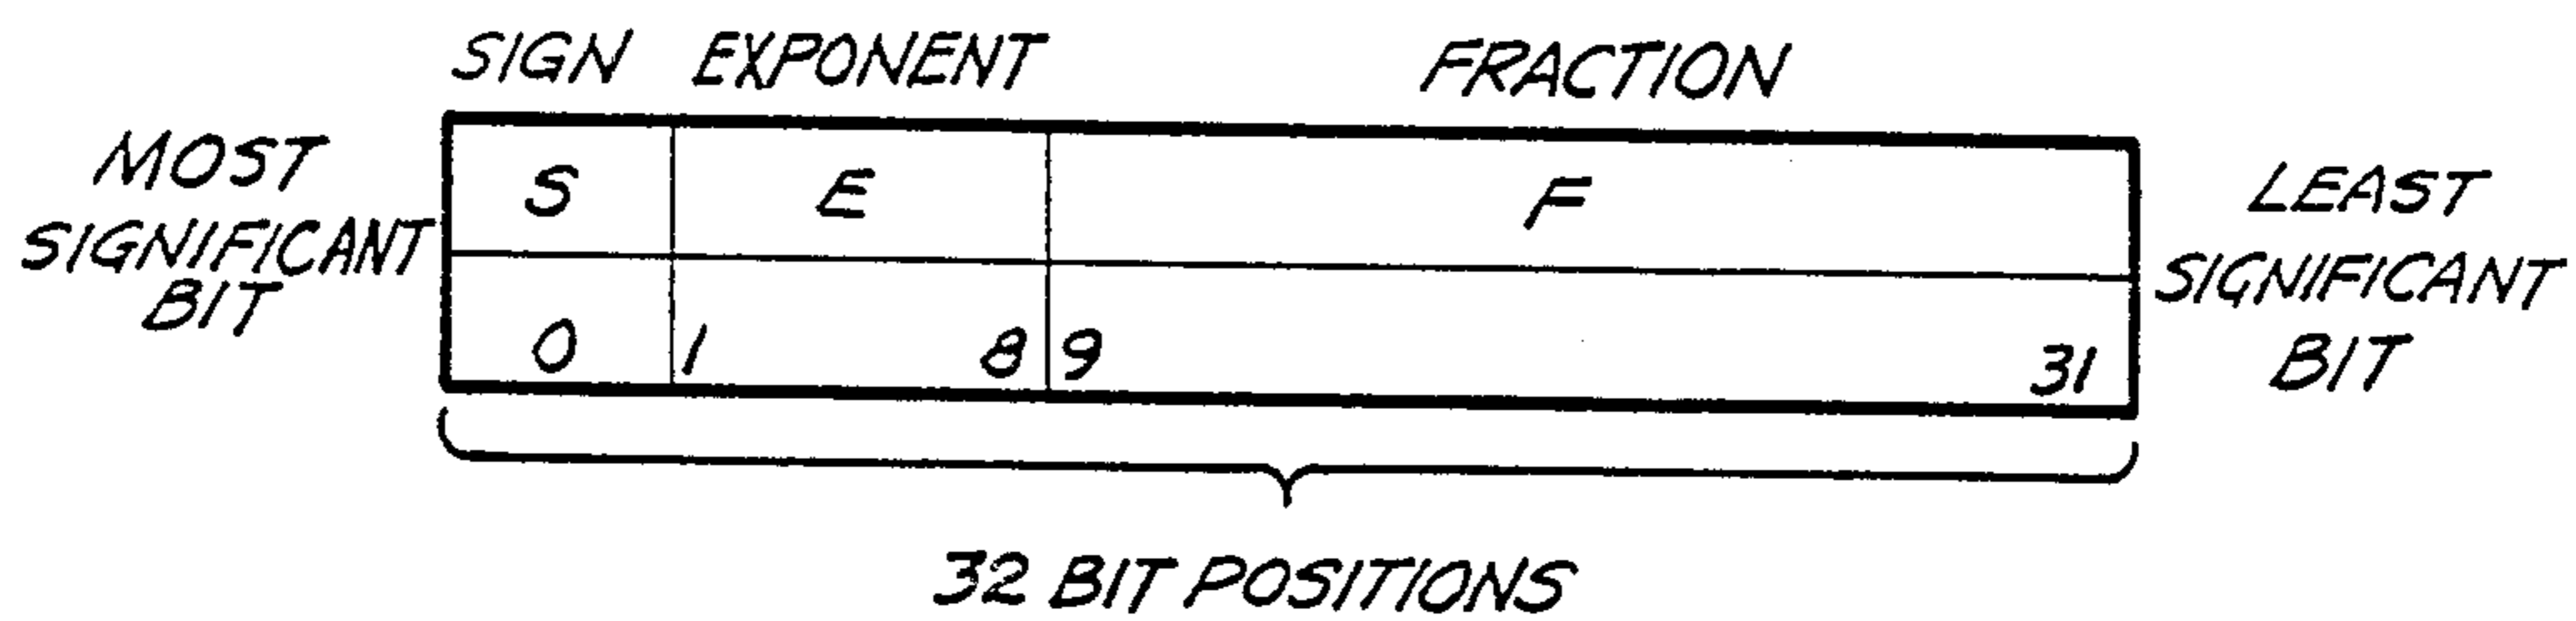 SIGN EXPONENT FRACTION
MOST
SIGNIFICANT
BIT
S E F
0 1 8 9 31
LEAST
SIGNIFICANT
BIT
32 BIT POSITIONS